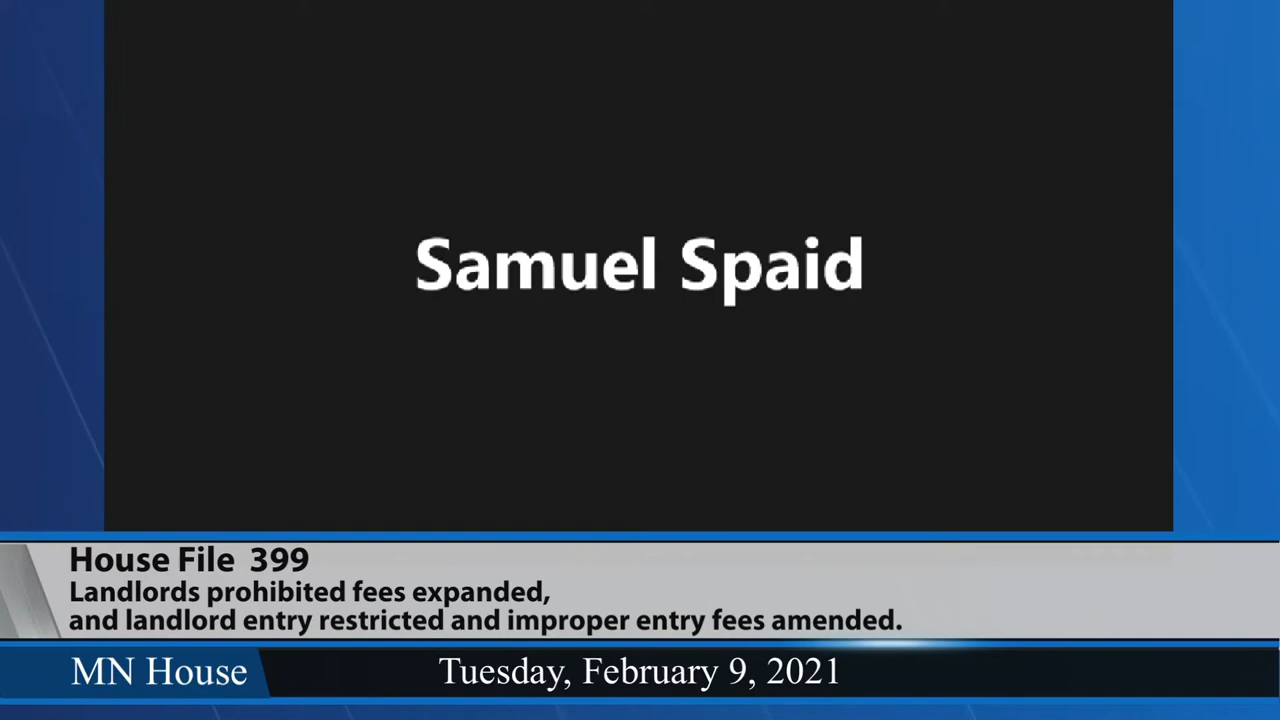 Samuel Spaid
House File 399
Landlords prohibited fees expanded,
and landlord entry restricted and improper entry fees amended.
MN House
Tuesday, February 9, 2021